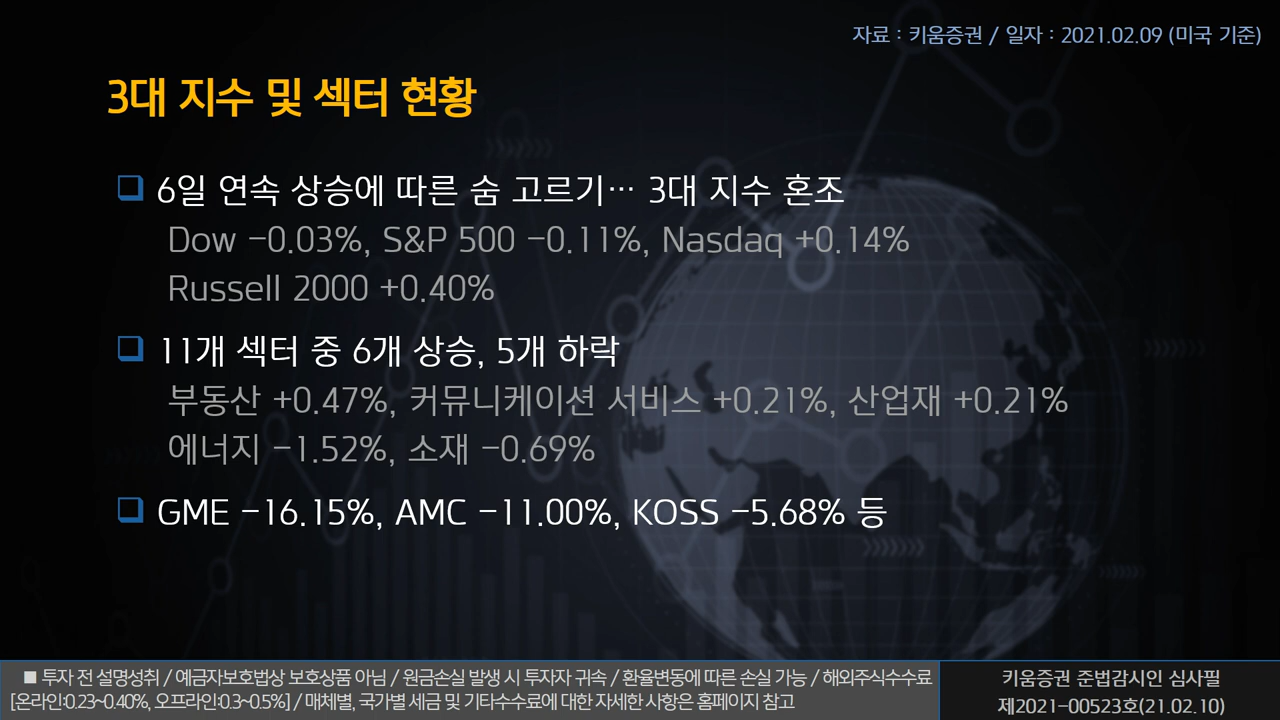 자료 : 키움증권 / 일자 : 2021.02.09 (미국 기준)
3대 지수 및 섹터 현황
❑ 6일 연속 상승에 따른 숨 고르기… 3대 지수 혼조
Dow -0.03%, S&P 500 -0.11%, Nasdaq +0.14%
Russell 2000 +0.40%
❑ 11개 섹터 중 6개 상승, 5개 하락
부동산 +0.47%, 커뮤니케이션 서비스 +0.21%, 산업재 +0.21%
에너지 -1.52%, 소재 -0.69%
❑ GME -16.15%, AMC -11.00%, KOSS -5.68% 등
■ 투자 전 설명성취 / 예금자보호법상 보호상품 아님 / 원금손실 발생 시 투자자 귀속 / 환율변동에 따른 손실 가능 / 해외주식수수료
[온라인:0.23~0.40%, 오프라인:0.3~0.5%] / 매체별, 국가별 세금 및 기타수수료에 대한 자세한 사항은 홈페이지 참고
키움증권 준법감시인 심사필
제2021-00523호(21.02.10)